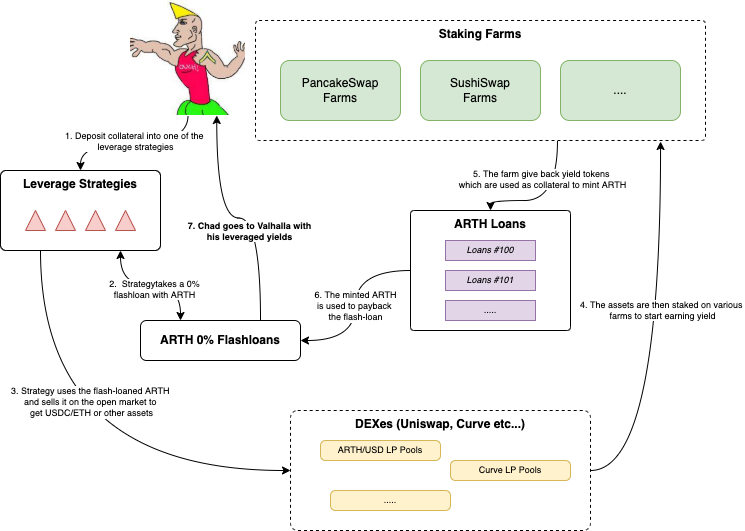 Staking Farms
PancakeSwap
Farms
SushiSwap
Farms
....
1. Deposit collateral into one of the
leverage strategies
Leverage Strategies
5. The farm give back yield tokens
which are used as collateral to mint ARTH
ARTH Loans
Loans #100
Loans #101
.....
7. Chad goes to Valhalla with
his leveraged yields
2. Strategytakes a 0%
flashloan with ARTH
6. The minted ARTH
is used to payback
the flash-loan
4. The assets are then staked on various
farms to start earning yield
ARTH 0% Flashloans
3. Strategy uses the flash-loaned ARTH
and sells it on the open market to
get USDC/ETH or other assets
DEXes (Uniswap, Curve etc...)
ARTH/USD LP Pools
Curve LP Pools
.....